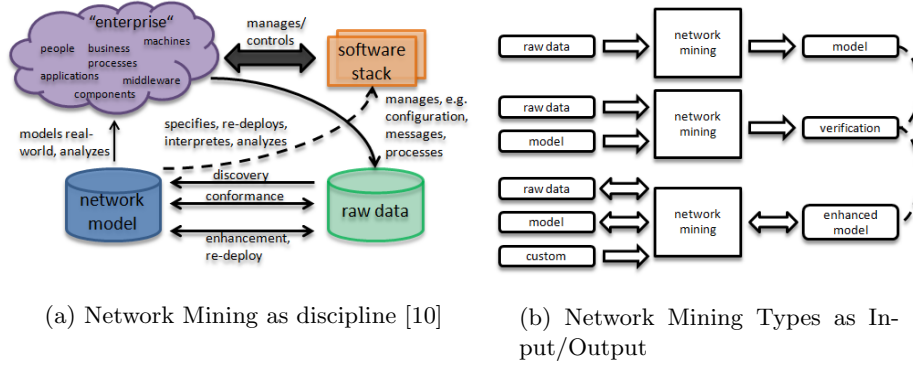 "enterprise"
people
business
processes
machines
applications
middleware
components
manages/
controls
software
stack
models real-
world, analyzes
specifies, re-deploys,
interpretes, analyzes
manages, e.g.
configuration,
messages,
processes
network
model
discovery
conformance
enhancement,
re-deploy
raw data
(a) Network Mining as discipline [10]
raw data
network
mining
model
raw data
model
network
mining
verification
raw data
model
custom
network
mining
enhanced
model
(b) Network Mining Types as In-
put/Output